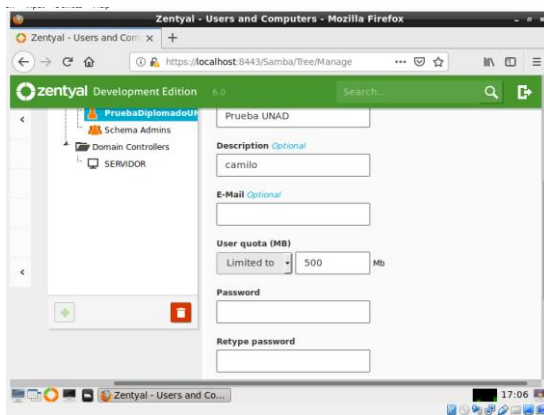 Zentyal - Users and Computers - Mozilla Firefox
Zentyal - Users and Com
https://localhost:8443/Samba/Tree/Manage
zentyal Development Edition 6.0
Search...
PruebaDiplomadoUN
Schema Admins
Domain Controllers
SERVIDOR
Prueba UNAD
Description Optional
camilo
E-Mail Optional
User quota (MB)
Limited to 500 Mb
Password
Retype password
Zentyal - Users and Co...
17:06